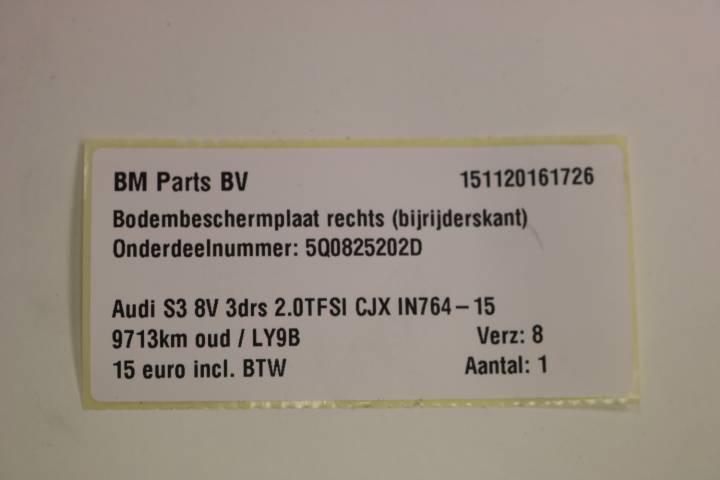 BM Parts BV 151120161726
Bodembeschermplaat rechts (bijrijderskant)
Onderdeelnummer: 5Q0825202D
Audi S3 8V 3drs 2.0TFSI CJX IN764-15
9713km oud / LY9B Verz: 8
15 euro incl. BTW Aantal: 1